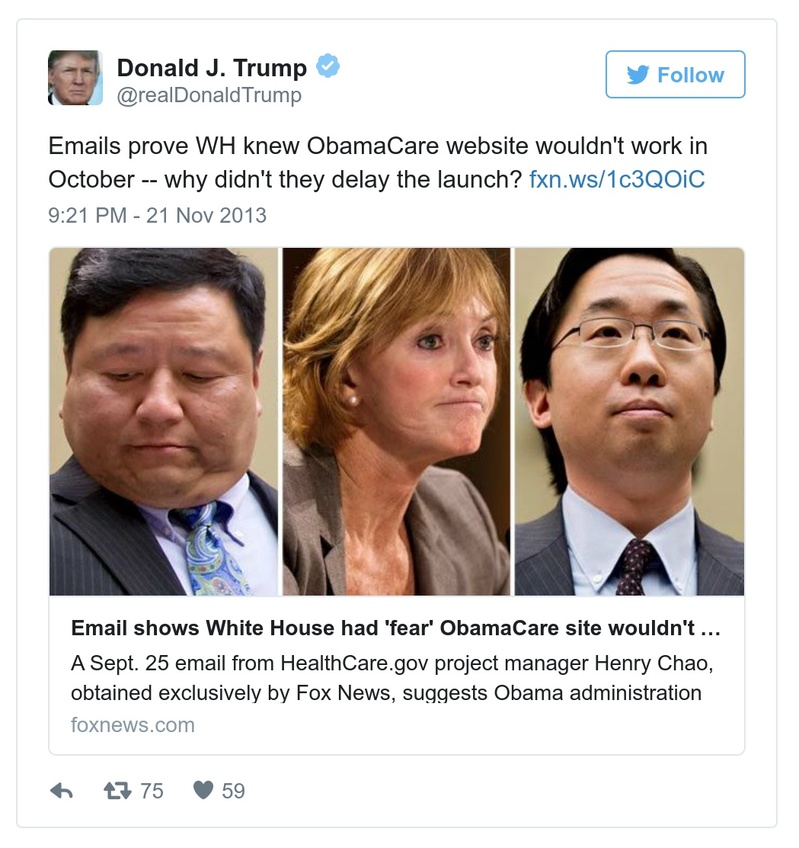 Donald J. Trump
@realDonaldTrump
Follow
Emails prove WH knew ObamaCare website wouldn't work in
October -- why didn't they delay the launch? fxn.ws/1c3QOiC
9:21 PM - 21 Nov 2013
Email shows White House had 'fear' ObamaCare site wouldn't …
A Sept. 25 email from HealthCare.gov project manager Henry Chao,
obtained exclusively by Fox News, suggests Obama administration
foxnews.com
75 59